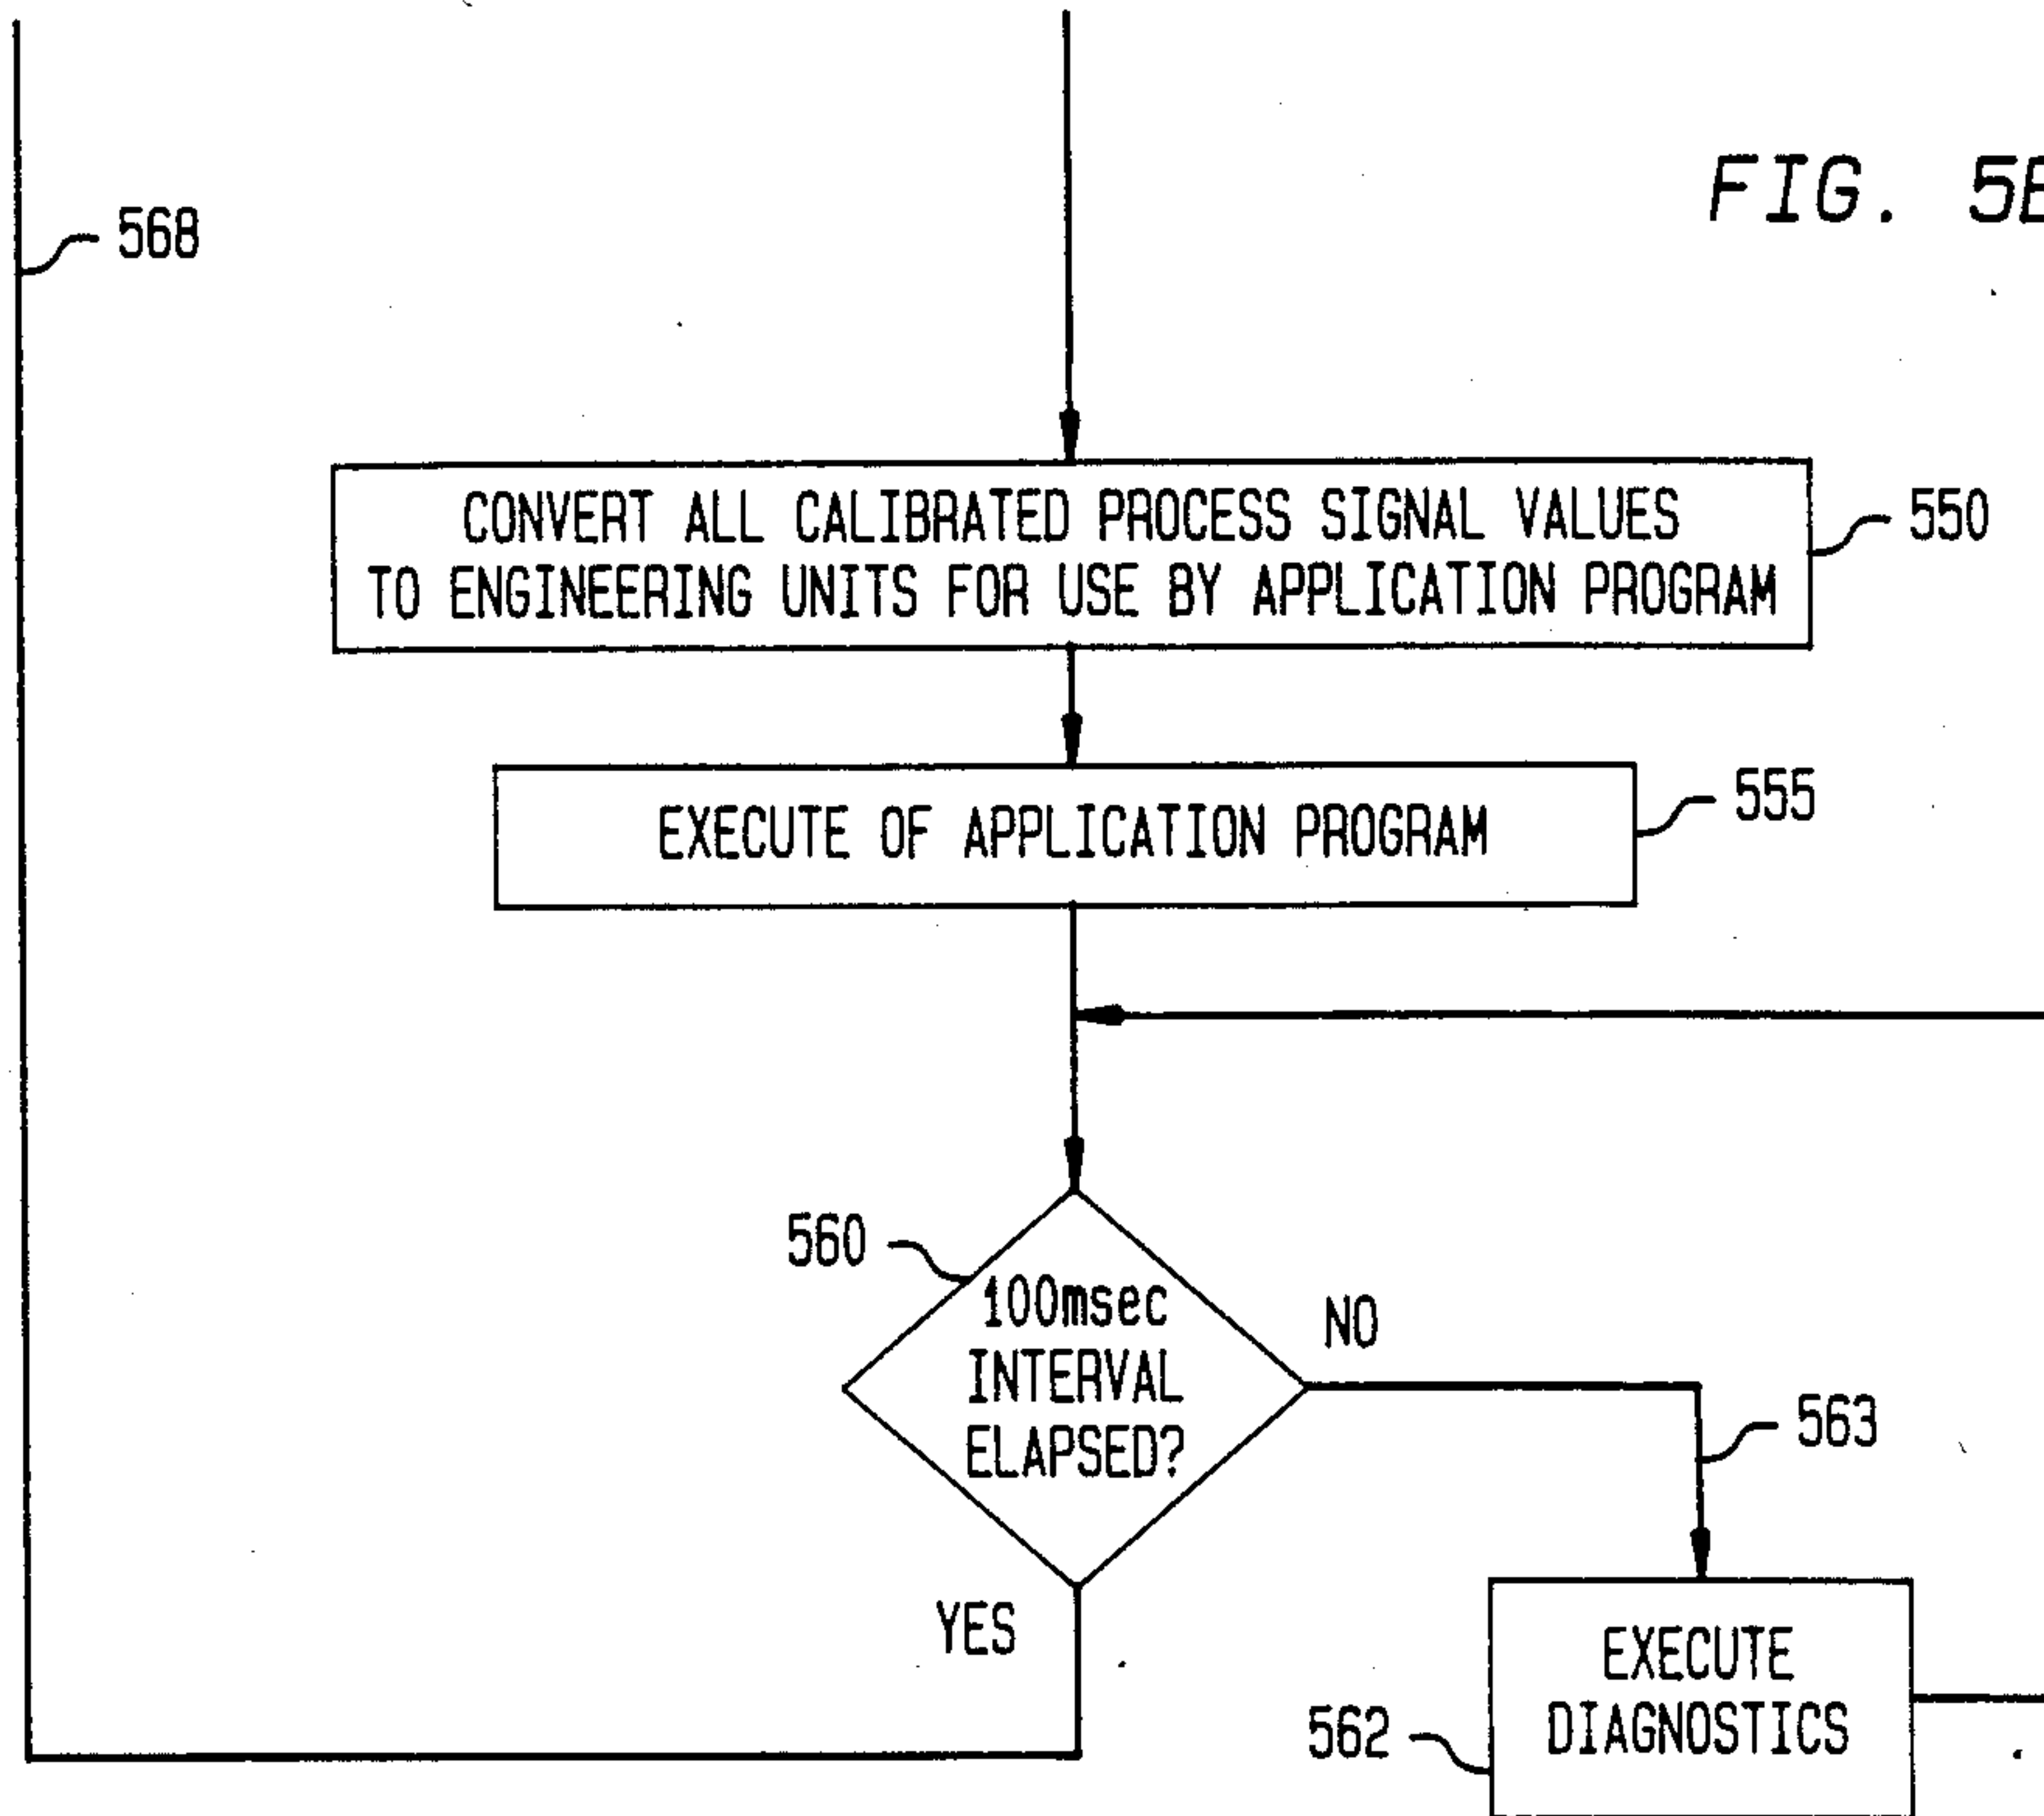 568
FIG. 5
CONVERT ALL CALIBRATED PROCESS SIGNAL VALUES
TO ENGINEERING UNITS FOR USE BY APPLICATION PROGRAM
550
EXECUTE OF APPLICATION PROGRAM
555
560
100msec
INTERVAL
ELAPSED?
NO
563
YES
EXECUTE
DIAGNOSTICS
562